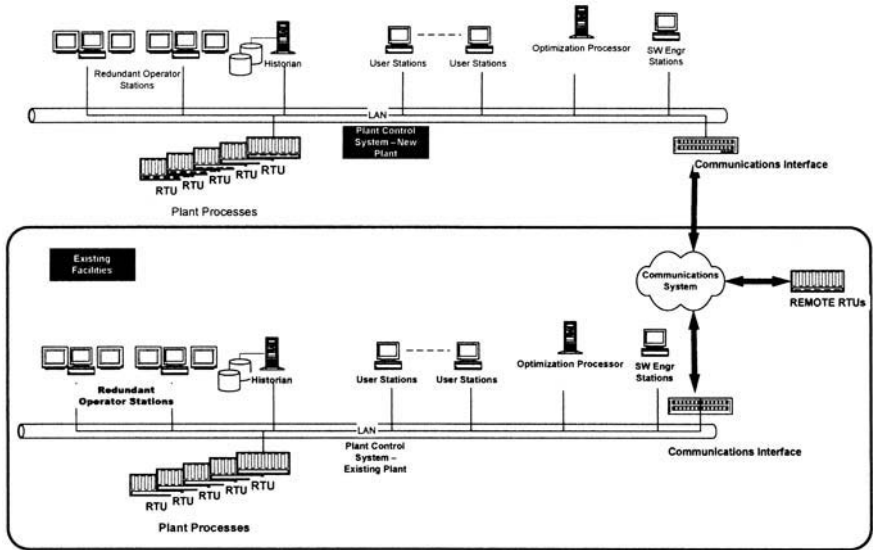 Redundant Operator
Stations
Historian
User Stations
User Stations
Optimization Processor
SW Engr
Stations
LAN
Plant Control
System – New
Plant
RTU
RTU
RTU
RTU
RTU
Plant Processes
Communications Interface
Existing
Facilities
Communications
System
REMOTE RTUs
Redundant
Operator Stations
Historian
User Stations
User Stations
Optimization Processor
SW Engr
Stations
LAN
Plant Control
System –
Existing Plant
Communications Interface
RTU
RTU
RTU
RTU
RTU
Plant Processes